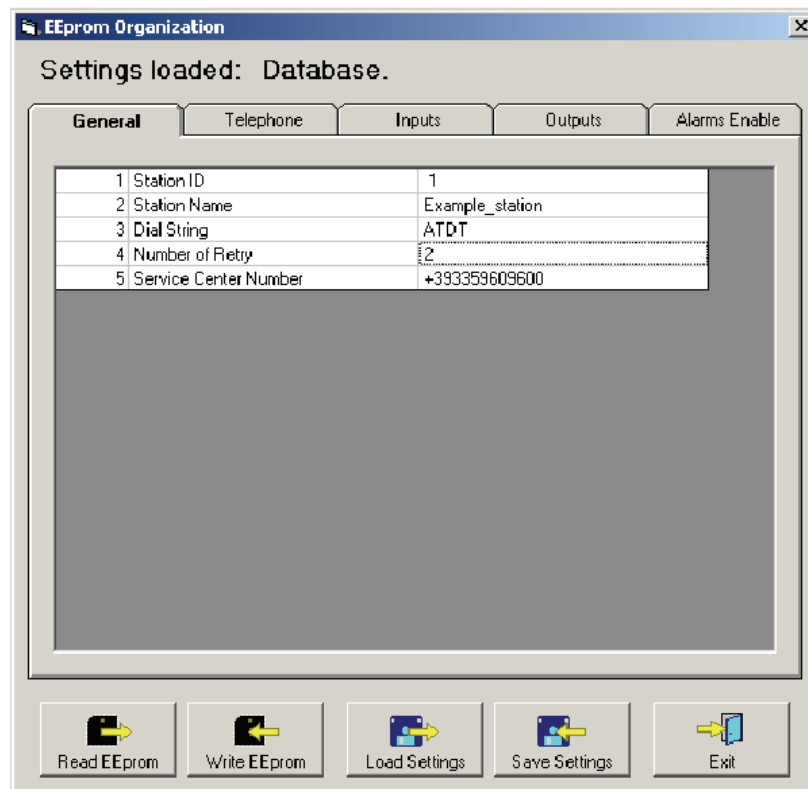 EEprom Organization
Settings loaded: Database.
General Telephone Inputs Outputs Alarms Enable
1 Station ID 1
2 Station Name Example_station
3 Dial String ATDT
4 Number of Retry 2
5 Service Center Number +393359609600
Read EEprom Write EEprom Load Settings Save Settings Exit